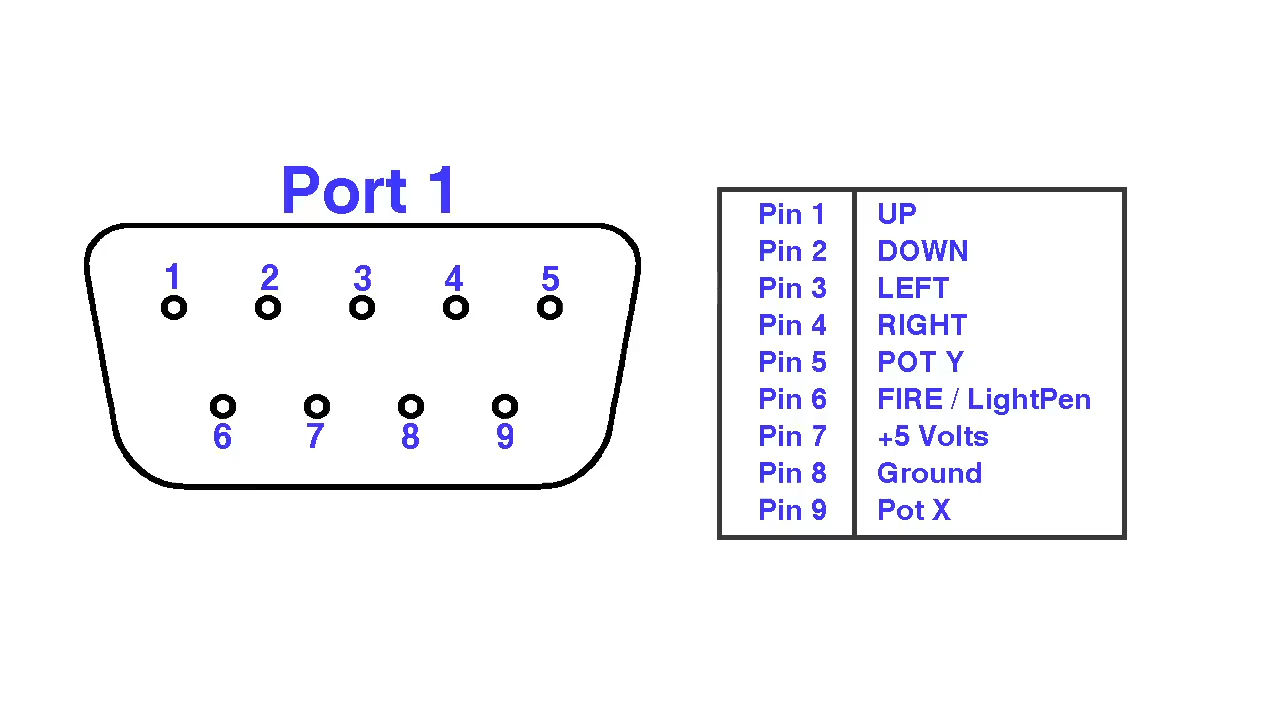 Port 1
1 2 3 4 5
6 7 8 9
Pin 1 UP
Pin 2 DOWN
Pin 3 LEFT
Pin 4 RIGHT
Pin 5 POT Y
Pin 6 FIRE / LightPen
Pin 7 +5 Volts
Pin 8 Ground
Pin 9 Pot X